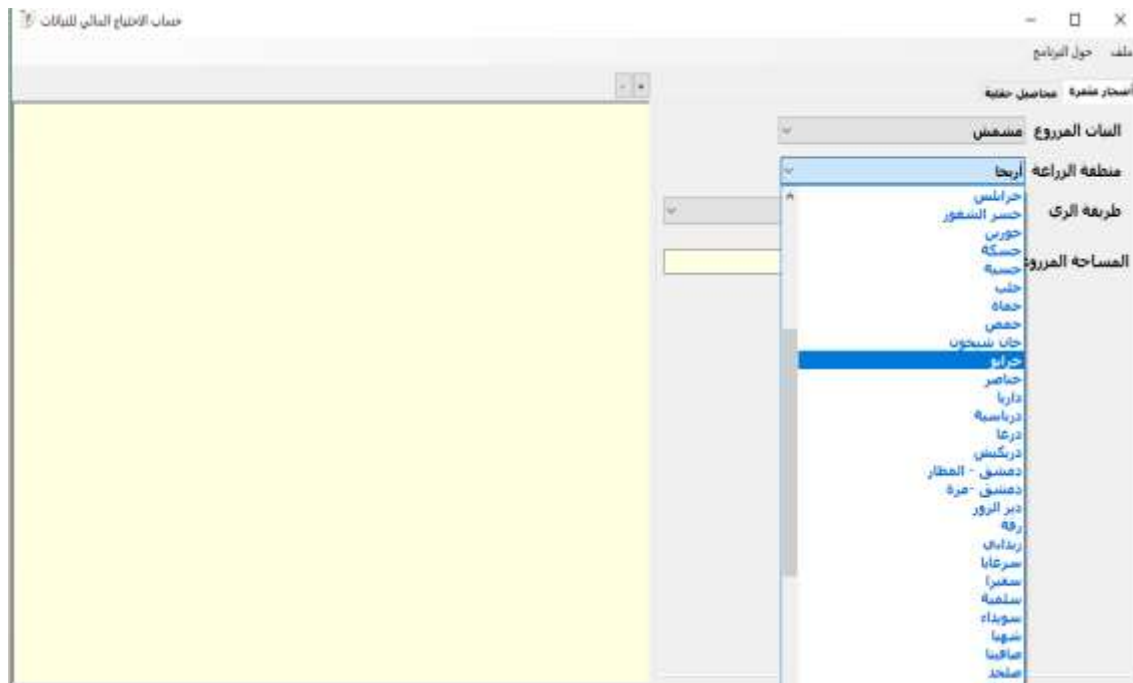 حساب الاحتياج المائي للنباتات
ملف حول البرنامج
أشجار مثمرة محاصيل حقلية
النبات المزروع مشمش
منطقة الزراعة أريحا
طريقة الري
المساحة المزروع
جرابلس
جسر الشغور
جورين
حسكة
حسية
حلب
حماة
حمص
خان شيخون
خرابو
خناصر
داريا
درباسية
درعا
دريكيش
دمشق - المطار
دمشق -مزة
دير الزور
رقة
زبداني
سرغايا
سفيرا
سلمية
سويداء
شهبا
صافيتا
صلخد